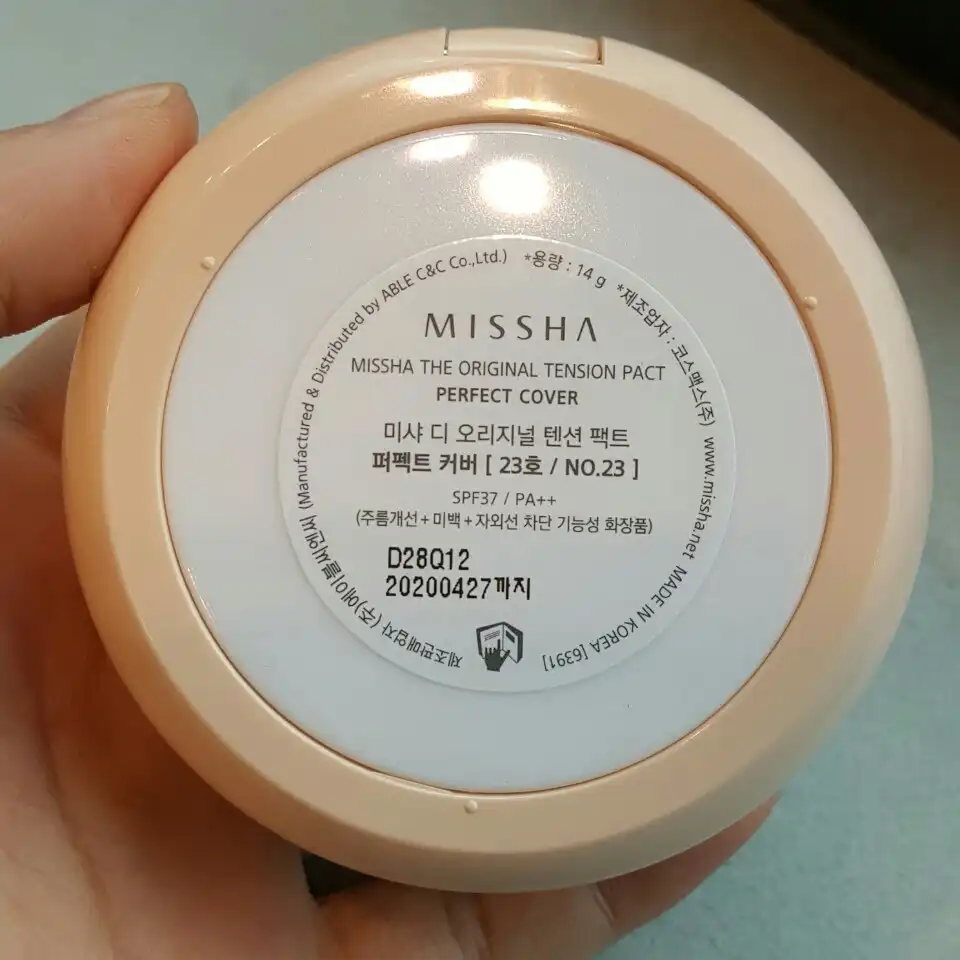 MISSHA
MISSHA THE ORIGINAL TENSION PACT
PERFECT COVER
미샤 디 오리지널 텐션 팩트
퍼펙트 커버 [ 23호 / NO.23 ]
SPF37 / PA++
(주름개선+미백+자외선 차단 기능성 화장품)
D28Q12
20200427까지
제조판매업자 (주)에이블씨엔씨 (Manufactured & Distributed by ABLE C&C Co.,Ltd.) *용량 : 14 g *제조업자 : 코스맥스(주) www.missha.net MADE IN KOREA [6391]